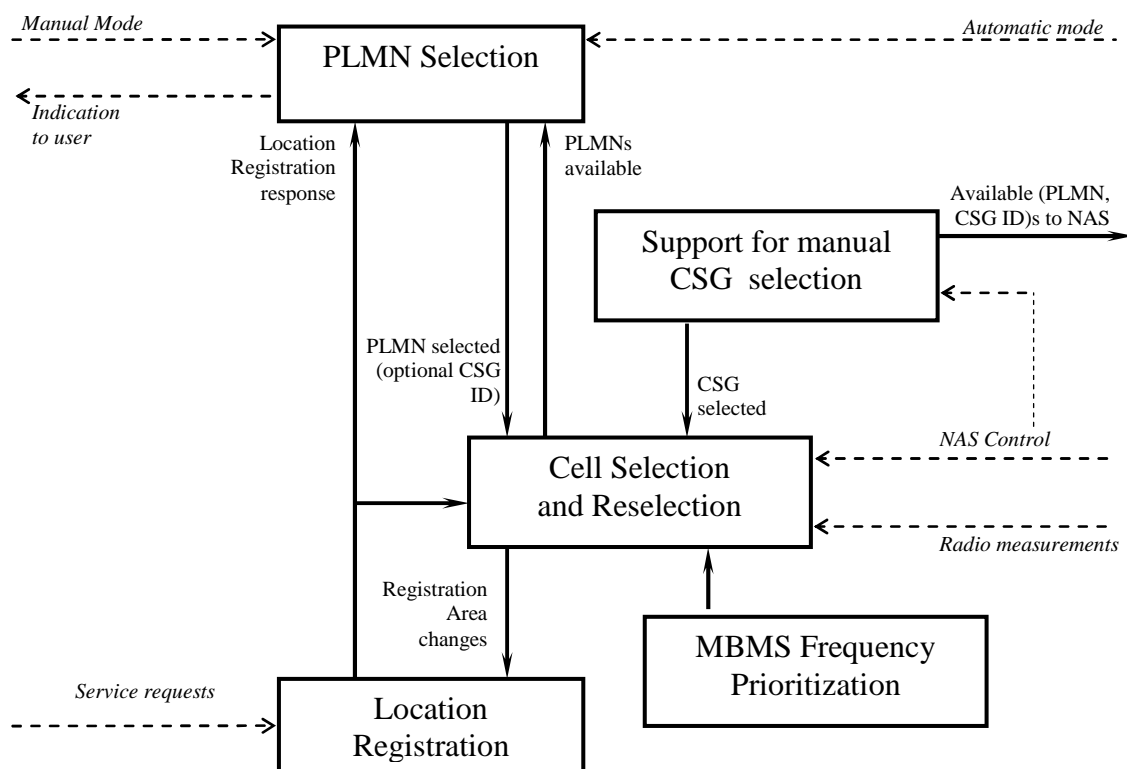 Manual Mode
Automatic mode
PLMN Selection
Indication
to user
Location
Registration
response
PLMNs
available
Available (PLMN,
CSG ID)s to NAS
Support for manual
CSG selection
PLMN selected
(optional CSG
ID)
CSG
selected
NAS Control
Cell Selection
and Reselection
Radio measurements
Registration
Area
changes
MBMS Frequency
Prioritization
Service requests
Location
Registration